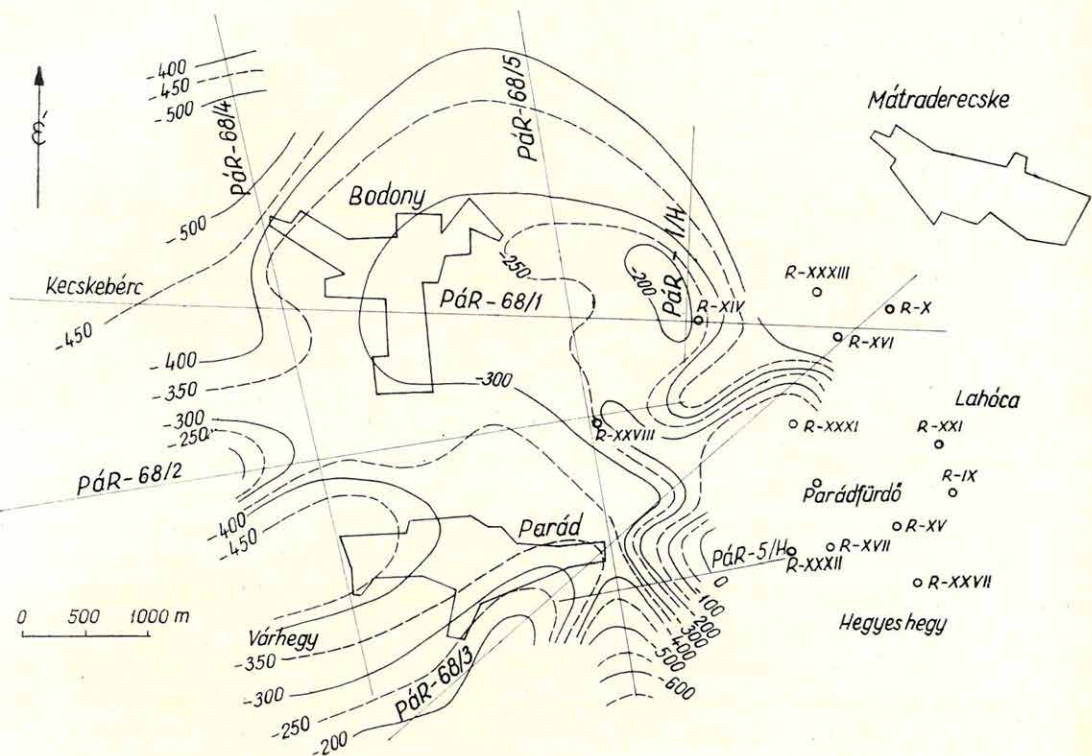 -400
-450
-500
É
PáR-68/4
PáR-68/5
Mátraderecske
Bodony
-500
-250
-200
PáR-1/H
Kecskebérc
PáR-68/1
R-XXXIII
R-XIV
R-X
R-XVI
-450
-400
-350
-300
-300
Lahóca
-250
R-XXVIII
R-XXXI
R-XXI
PáR-68/2
R-IX
Parádfürdő
-400
-450
Parád
R-XV
PáR-5/H
R-XVII
R-XXXII
R-XXVII
0
100
200
300
400
-500
-600
0 500 1000 m
Várhegy
Hegyeshegy
-350
-300
-250
-200
PáR-68/3